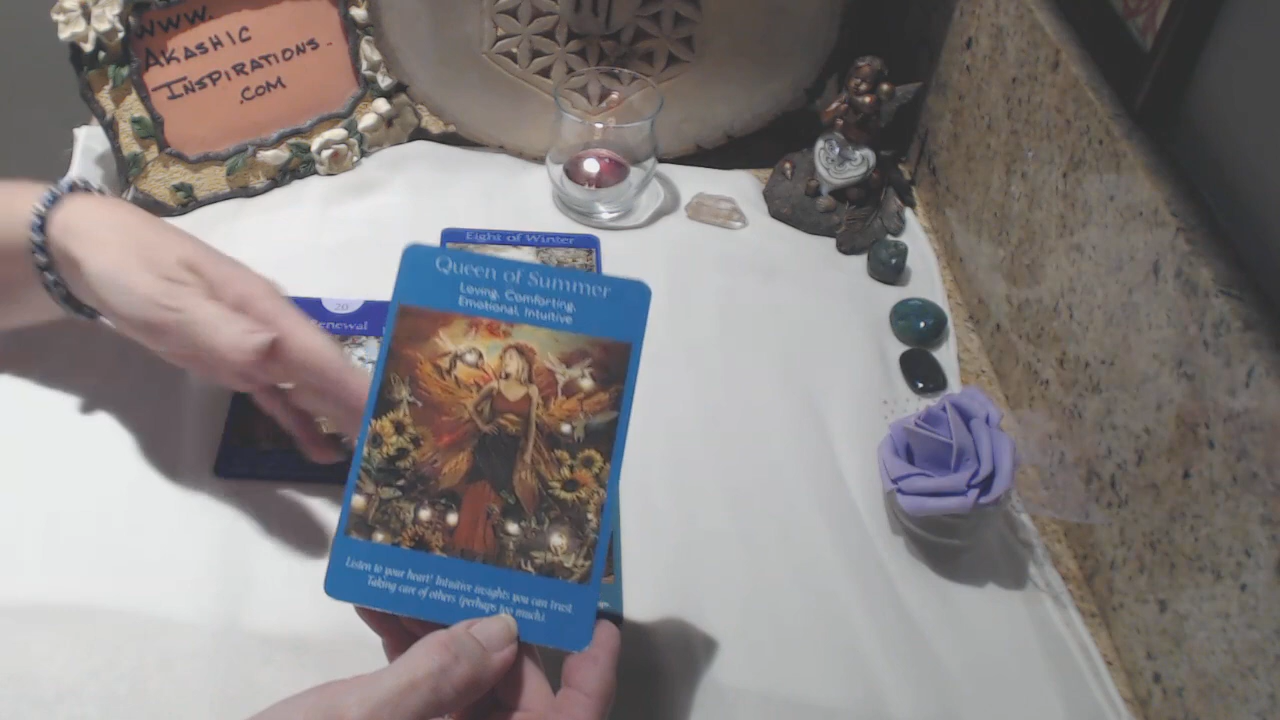 WWW.
AKASHIC
INSPIRATIONS.
.COM
Eight of Winter
20
Renewal
Queen of Summer
Loving, Comforting,
Emotional, Intuitive
Listen to your heart! Intuitive insights you can trust
Taking care of others (perhaps too much).